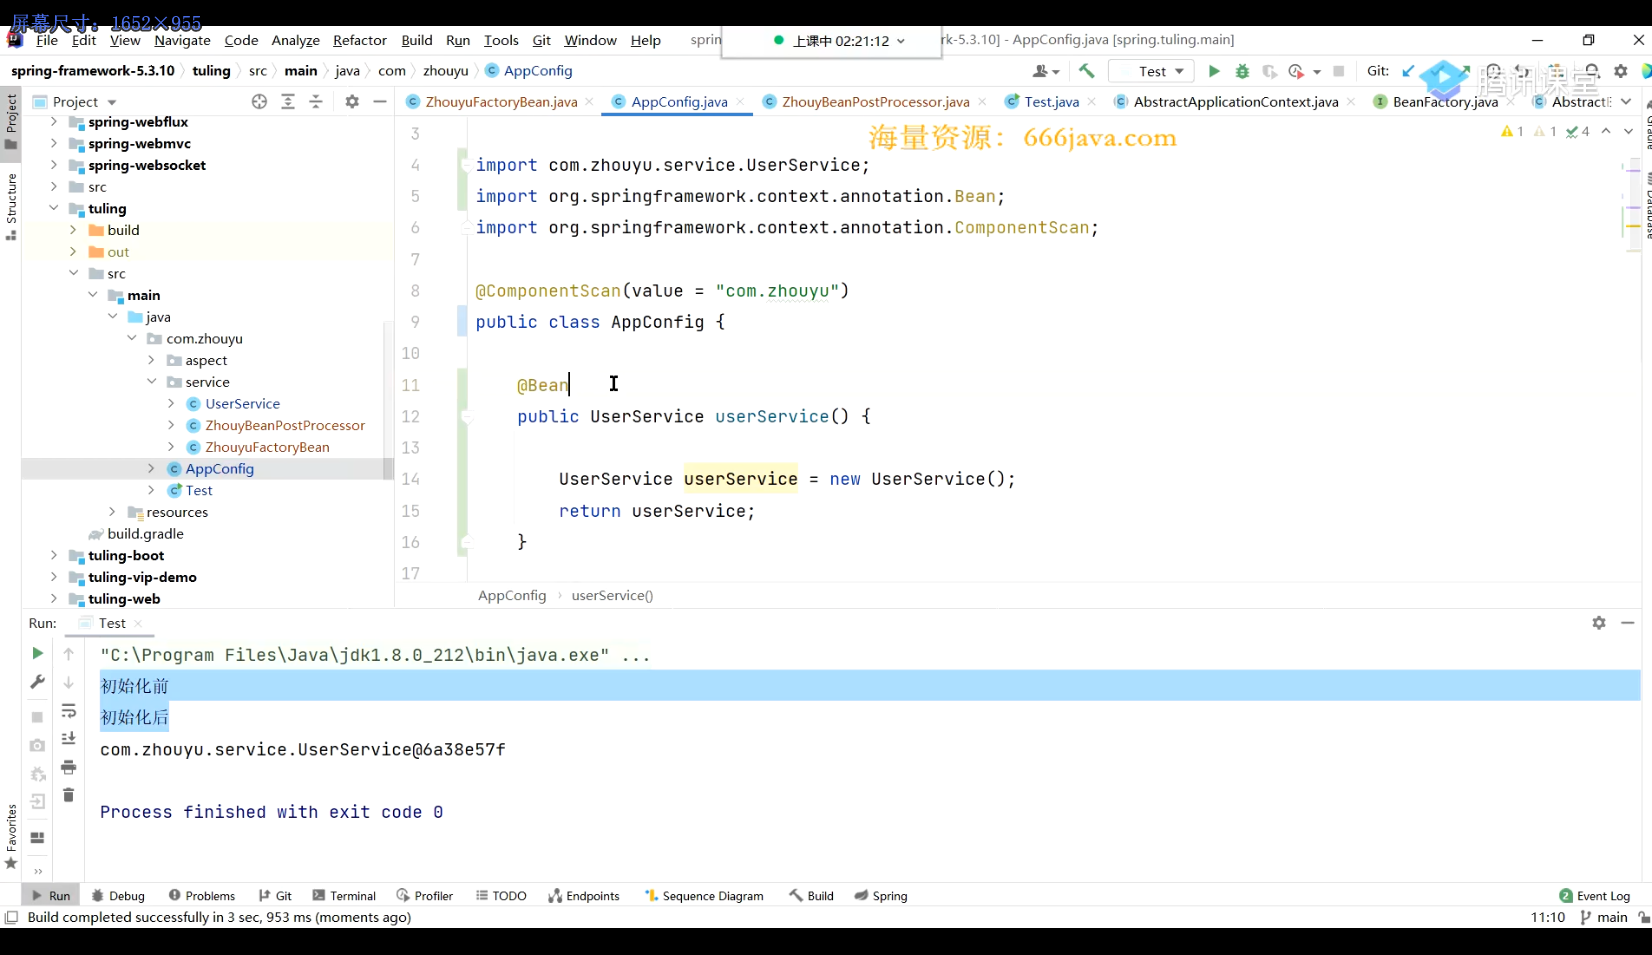 屏幕尺寸：1652×955
File Edit View Navigate Code Analyze Refactor Build Run Tools Git Window Help
sprin
上课中 02:21:12
rk-5.3.10] - AppConfig.java [spring.tuling.main]
spring-framework-5.3.10 tuling src main java com zhouyu AppConfig
Test
Git:
腾讯课堂
Project
Project
ZhouyuFactoryBean.java AppConfig.java ZhouyuBeanPostProcessor.java Test.java AbstractApplicationContext.java BeanFactory.java
海量资源：666java.com
1 1 4
Structure
Favorites
spring-webflux
spring-webmvc
spring-websocket
src
tuling
build
out
src
main
java
com.zhouyu
aspect
service
UserService
ZhouyBeanPostProcessor
ZhouyuFactoryBean
AppConfig
Test
resources
build.gradle
tuling-boot
tuling-vip-demo
tuling-web
3
4 import com.zhouyu.service.UserService;
5 import org.springframework.context.annotation.Bean;
6 import org.springframework.context.annotation.ComponentScan;
7
8 @ComponentScan(value = "com.zhouyu")
9 public class AppConfig {
10
11 @Bean
12 public UserService userService() {
13
14 UserService userService = new UserService();
15 return userService;
16 }
17
AppConfig userService()
Run: Test
"C:\Program Files\Java\jdk1.8.0_212\bin\java.exe" ...
初始化前
初始化后
com.zhouyu.service.UserService@6a38e57f
Process finished with exit code 0
Run Debug Problems Git Terminal Profiler TODO Endpoints Sequence Diagram Build Spring
2 Event Log
Build completed successfully in 3 sec, 953 ms (moments ago)
11:10 main